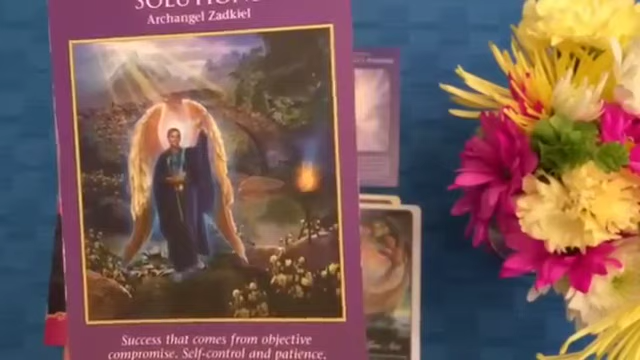 SOLUTIONS
Archangel Zadkiel
Success that comes from objective
compromise. Self-control and patience,